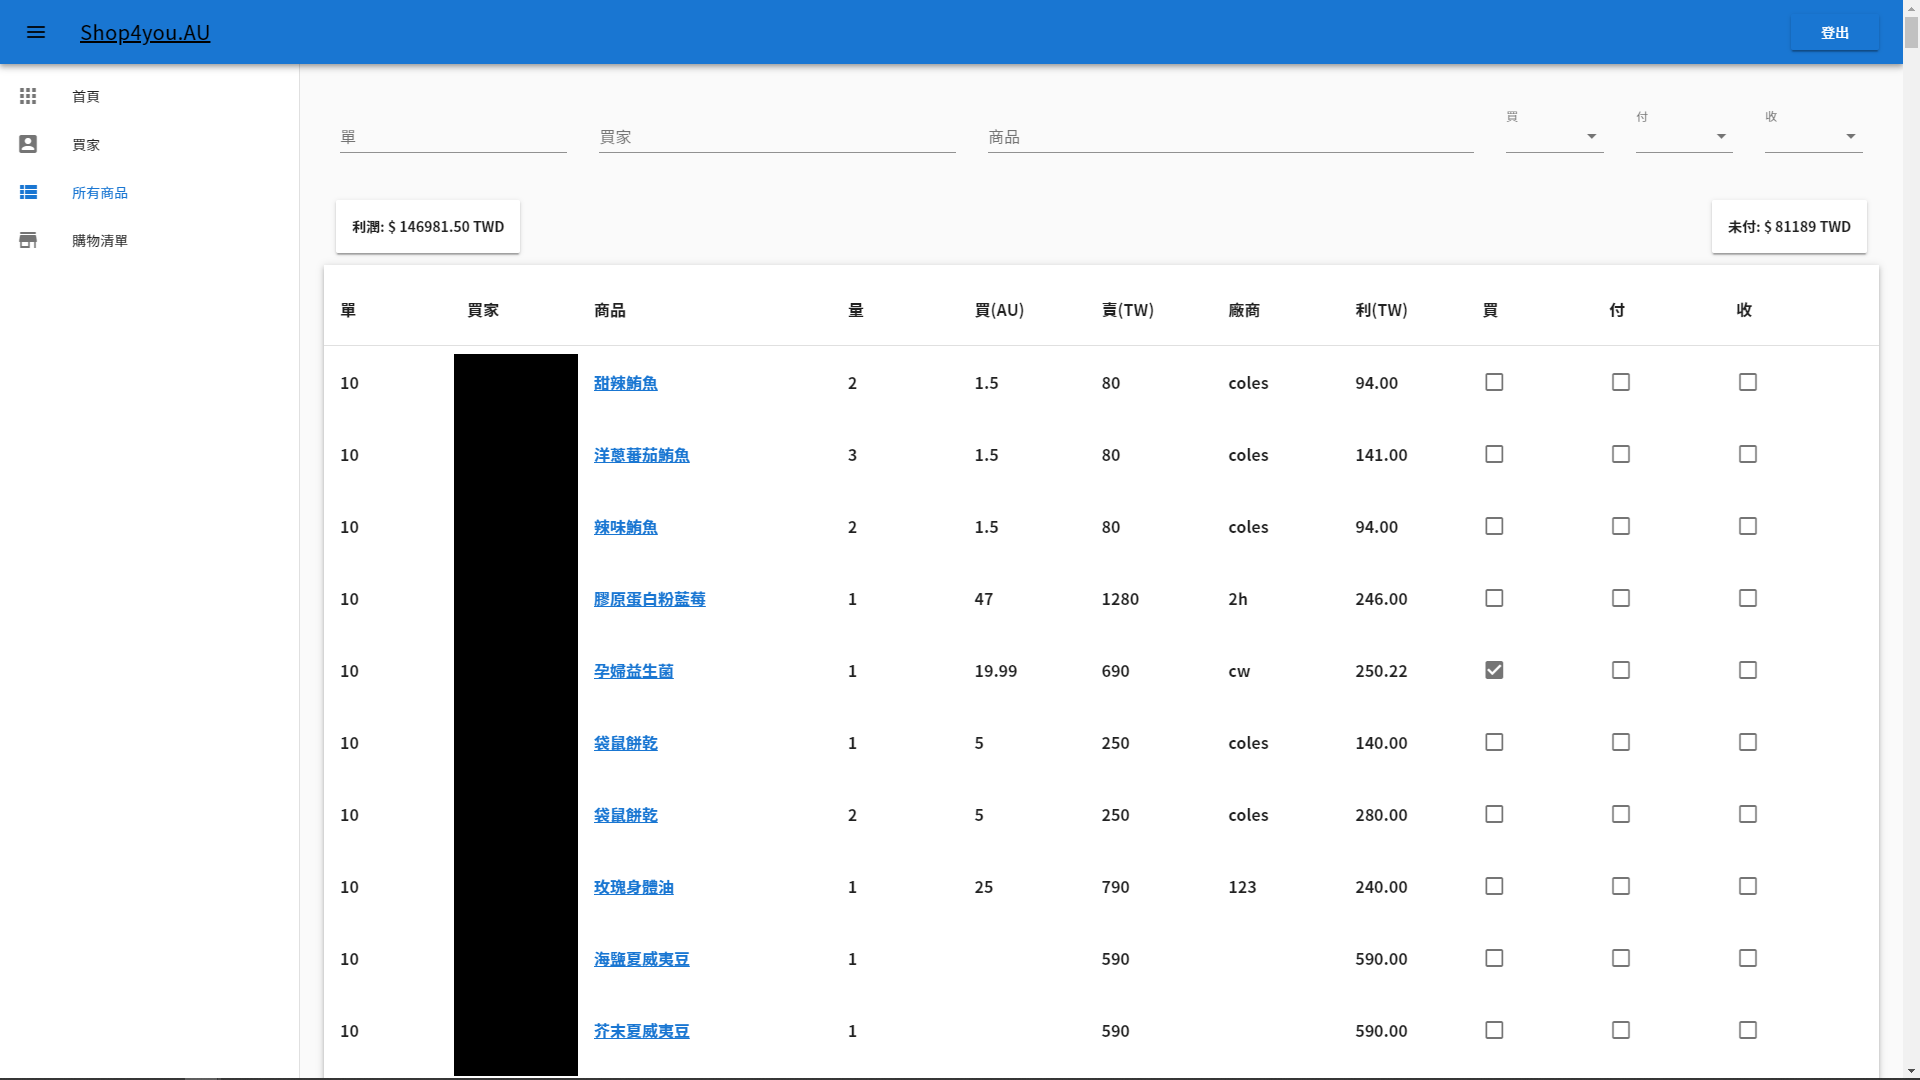 Shop4you.AU 登出
首頁
買家
所有商品
購物清單
單 買家 商品 買 付 收
利潤: $ 146981.50 TWD 未付: $ 81189 TWD
單 買家 商品 量 買(AU) 賣(TW) 廠商 利(TW) 買 付 收
10 甜辣鮪魚 2 1.5 80 coles 94.00
10 洋蔥蕃茄鮪魚 3 1.5 80 coles 141.00
10 辣味鮪魚 2 1.5 80 coles 94.00
10 膠原蛋白粉藍莓 1 47 1280 2h 246.00
10 孕婦益生菌 1 19.99 690 cw 250.22
10 袋鼠餅乾 1 5 250 coles 140.00
10 袋鼠餅乾 2 5 250 coles 280.00
10 玫瑰身體油 1 25 790 123 240.00
10 海鹽夏威夷豆 1 590 590.00
10 芥末夏威夷豆 1 590 590.00